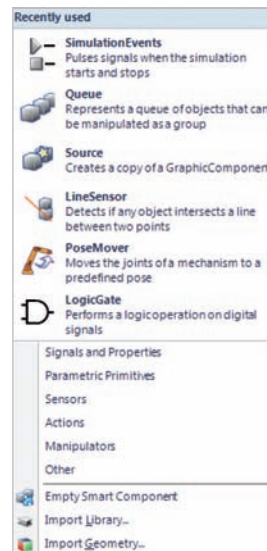 Recently used
SimulationEvents
Pulses signals when the simulation
starts and stops
Queue
Represents a queue of objects that can
be manipulated as a group
Source
Creates a copy of a GraphicComponent
LineSensor
Detects if any object intersects a line
between two points
PoseMover
Moves the joints of a mechanism to a
predefined pose
LogicGate
Performs a logic operation on digital
signals
Signals and Properties
Parametric Primitives
Sensors
Actions
Manipulators
Other
Empty Smart Component
Import Library...
Import Geometry...